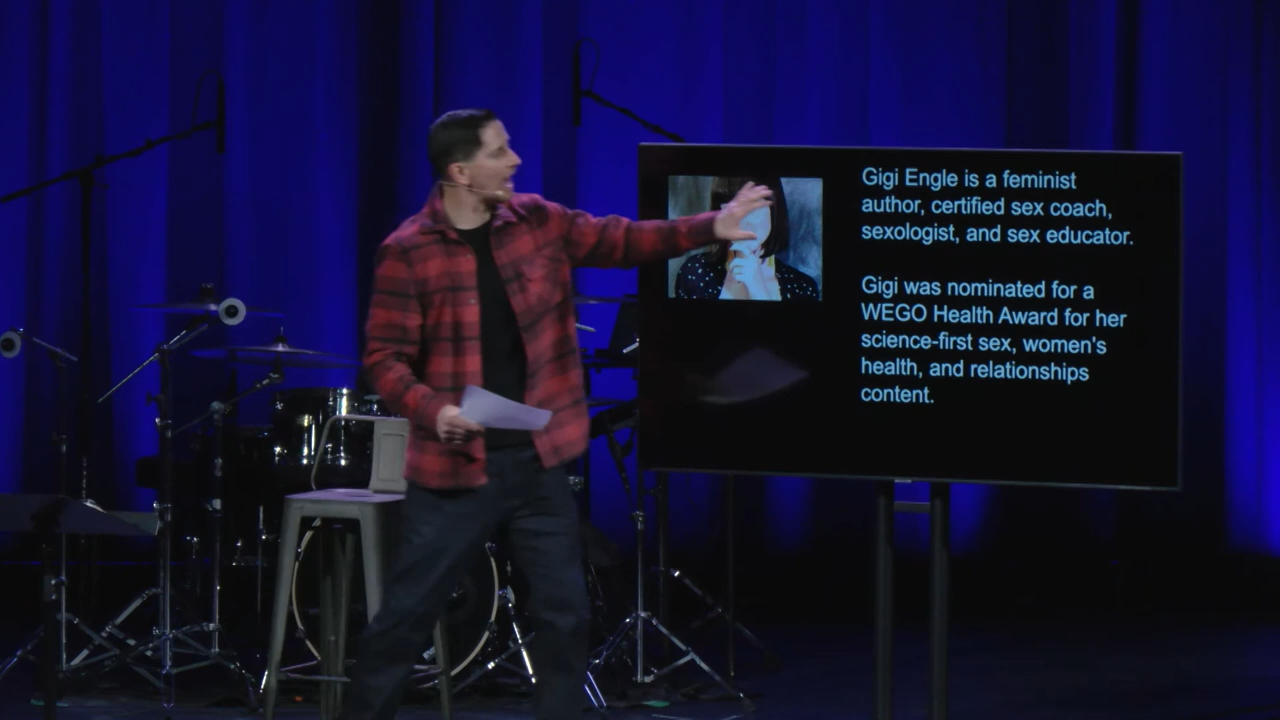 Gigi Engle is a feminist
author, certified sex coach,
sexologist, and sex educator.
Gigi was nominated for a
WEGO Health Award for her
science-first sex, women's
health, and relationships
content.